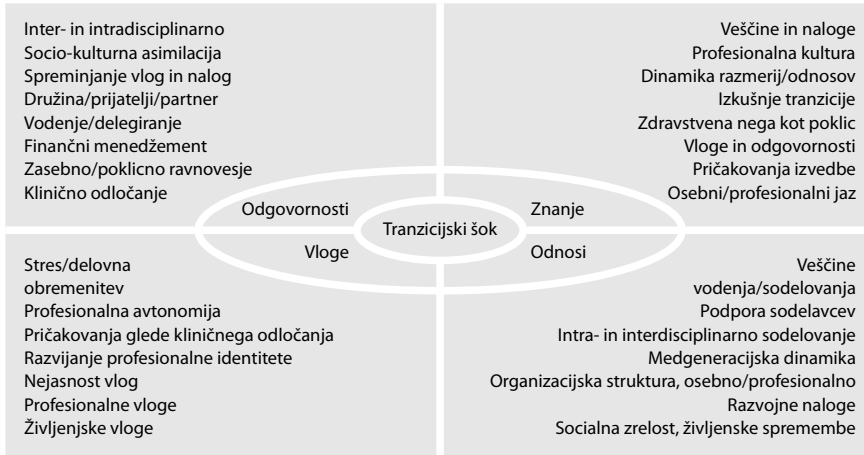 Inter- in intradisciplinarno
Socio-kulturna asimilacija
Spreminjanje vlog in nalog
Družina/prijatelji/partner
Vodenje/delegiranje
Finančni menedžement
Zasebno/poklicno ravnovesje
Klinično odločanje
Veščine in naloge
Profesionalna kultura
Dinamika razmerij/odnosov
Izkušnje tranzicije
Zdravstvena nega kot poklic
Vloge in odgovornosti
Pričakovanja izvedbe
Osebni/profesionalni jaz
Odgovornosti
Znanje
Tranzicijski šok
Vloge
Odnosi
Stres/delovna
obremenitev
Profesionalna avtonomija
Pričakovanja glede kliničnega odločanja
Razvijanje profesionalne identitete
Nejasnost vlog
Profesionalne vloge
Življenjske vloge
Veščine
vodenja/sodelovanja
Podpora sodelavcev
Intra- in interdisciplinarno sodelovanje
Medgeneracijska dinamika
Organizacijska struktura, osebno/profesionalno
Razvojne naloge
Socialna zrelost, življenske spremembe